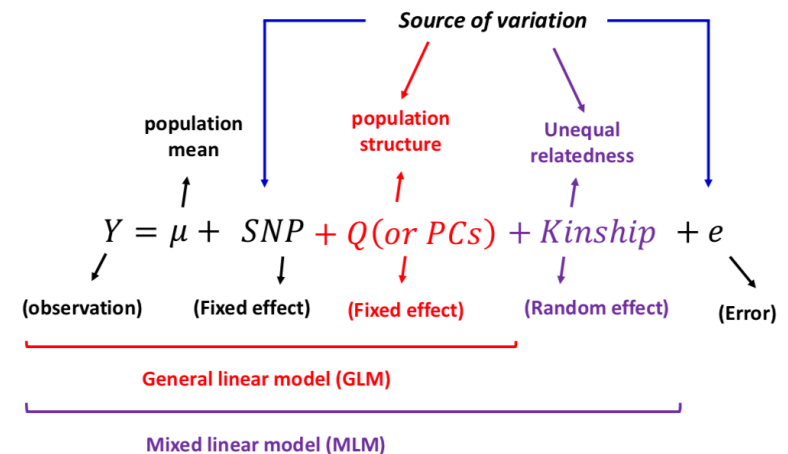 Source of variation
population
mean
population
structure
Unequal
relatedness
Y = μ + SNP + Q(or PCs) + Kinship + e
(observation) (Fixed effect) (Fixed effect) (Random effect) (Error)
General linear model (GLM)
Mixed linear model (MLM)